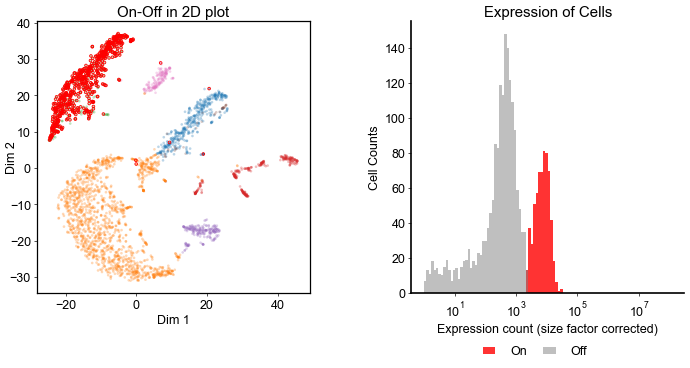 On-Off in 2D plot
40
30
20
10
0
−10
−20
−30
Dim 2
−20 0 20 40
Dim 1
Expression of Cells
140
120
100
80
60
40
20
0
Cell Counts
10^1 10^3 10^5 10^7
Expression count (size factor corrected)
On Off